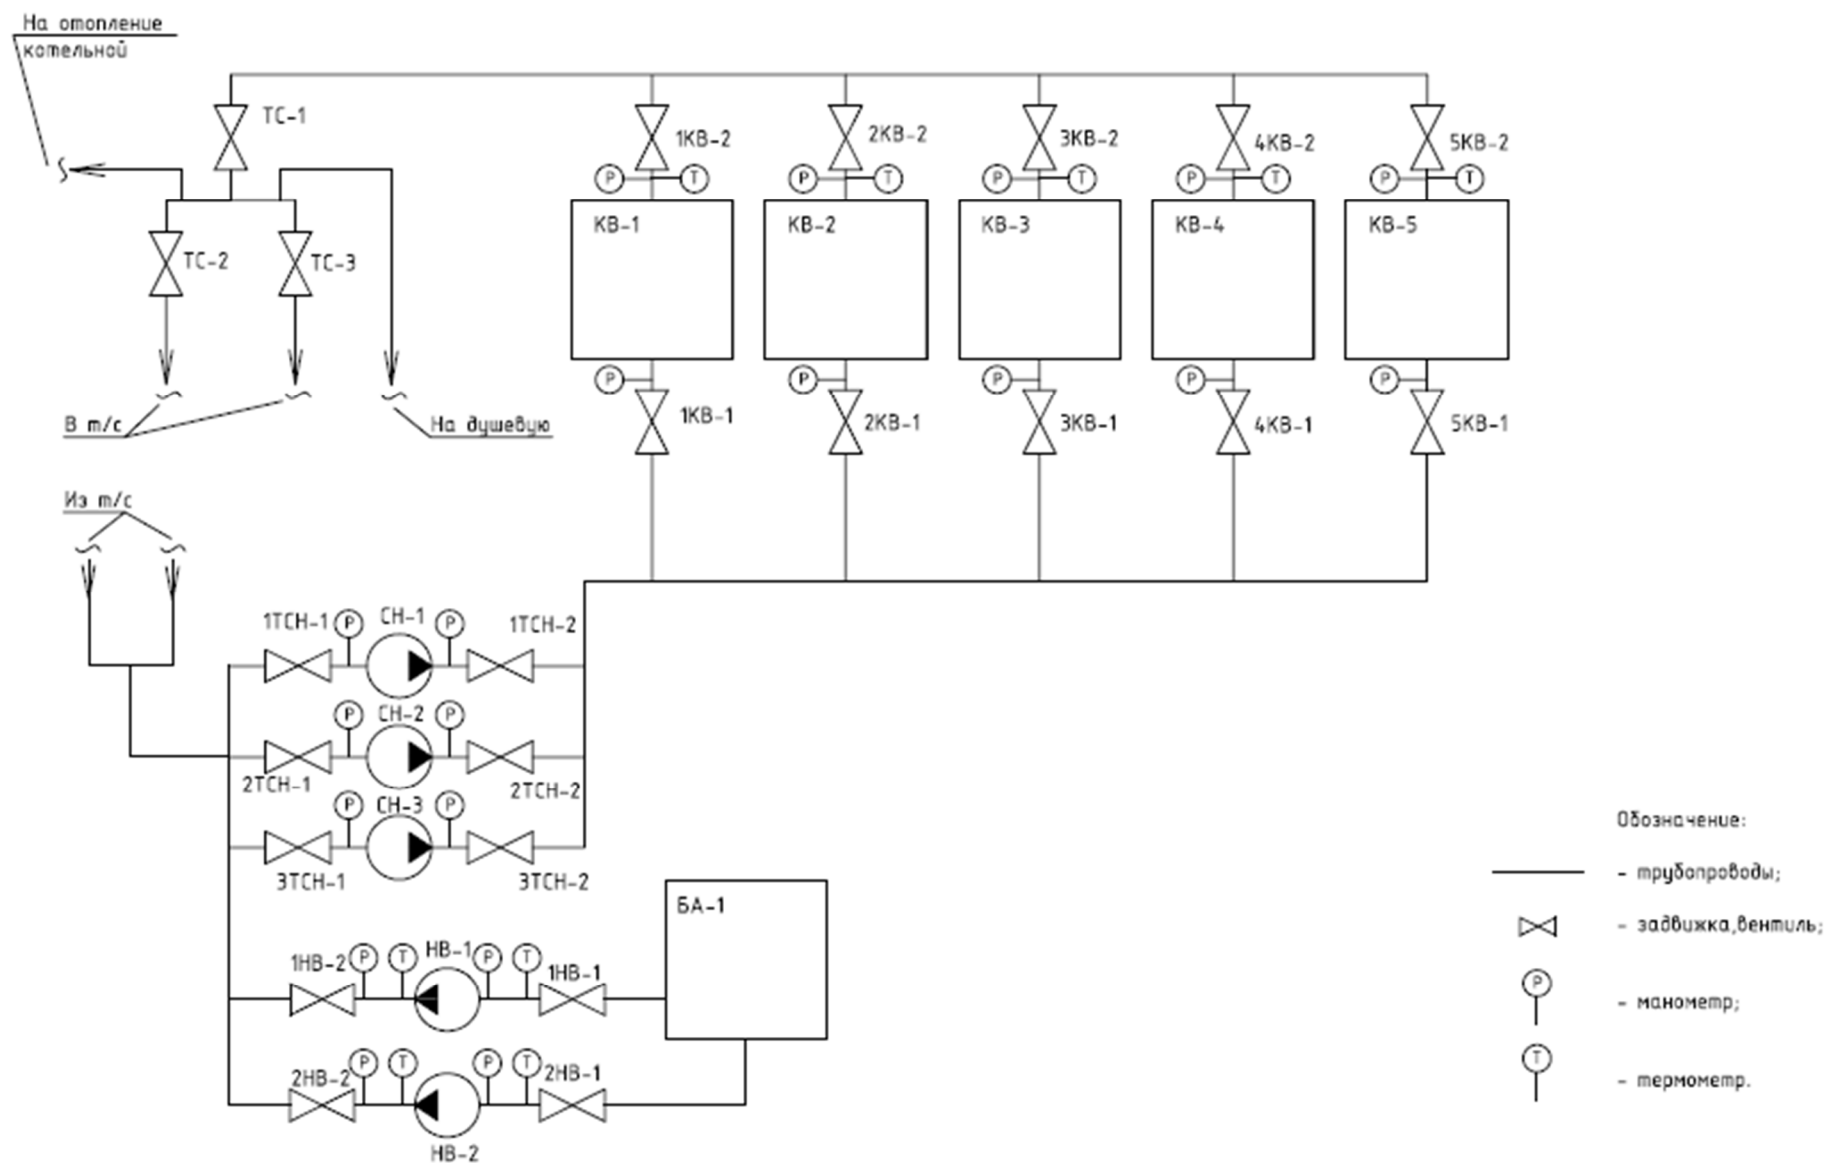 На отопление
котельной
ТС-1
1КВ-2
2КВ-2
3КВ-2
4КВ-2
5КВ-2
Р
Т
Р
Т
Р
Т
Р
Т
Р
Т
КВ-1
КВ-2
КВ-3
КВ-4
КВ-5
ТС-2
ТС-3
Р
Р
Р
Р
Р
В т/с
На душевую
1КВ-1
2КВ-1
3КВ-1
4КВ-1
5КВ-1
Из т/с
1ТСН-1
Р
СН-1
Р
1ТСН-2
Р
СН-2
Р
2ТСН-1
2ТСН-2
Р
СН-3
Р
3ТСН-1
3ТСН-2
БА-1
1НВ-2
Р
Т
НВ-1
Р
Т
1НВ-1
2НВ-2
Р
Т
Р
Т
2НВ-1
НВ-2
Обозначение:
- трубопроводы;
- задвижка,вентиль;
Р
- манометр;
Т
- термометр.